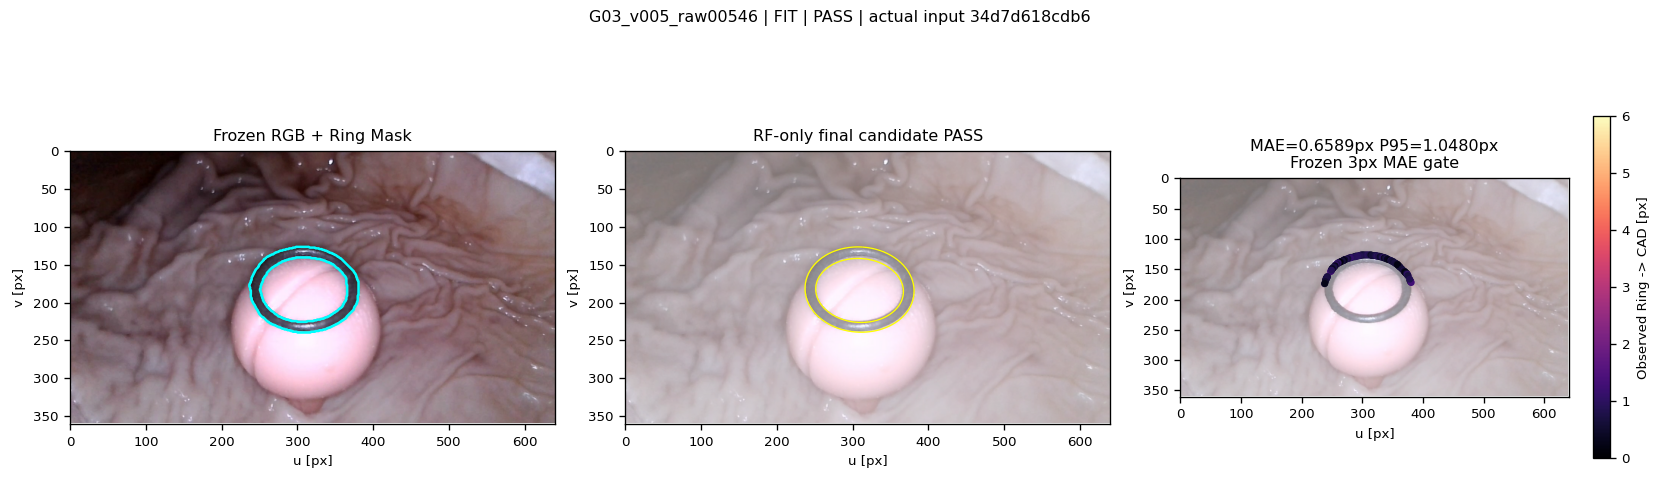 G03_v005_raw00546 | FIT | PASS | actual input 34d7d618cdb6
Frozen RGB + Ring Mask
0
50
100
150
200
250
300
350
v [px]
0 100 200 300 400 500 600
u [px]
RF-only final candidate PASS
0
50
100
150
200
250
300
350
v [px]
0 100 200 300 400 500 600
u [px]
MAE=0.6589px P95=1.0480px
Frozen 3px MAE gate
0
50
100
150
200
250
300
350
v [px]
0 100 200 300 400 500 600
u [px]
6
5
4
3
2
1
0
Observed Ring -> CAD [px]